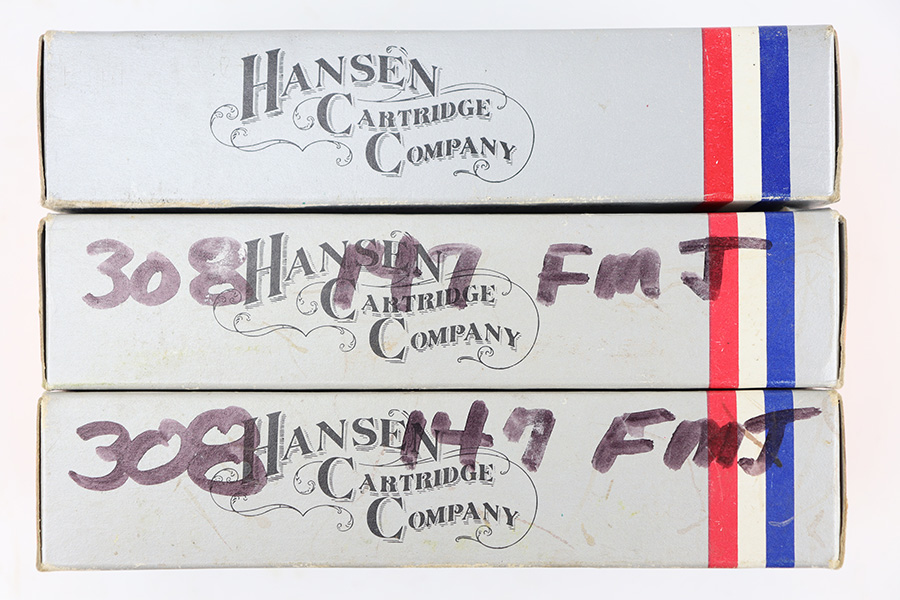 HANSEN
CARTRIDGE
COMPANY
308 147 FMJ
HANSEN
CARTRIDGE
COMPANY
308 147 FMJ
HANSEN
CARTRIDGE
COMPANY